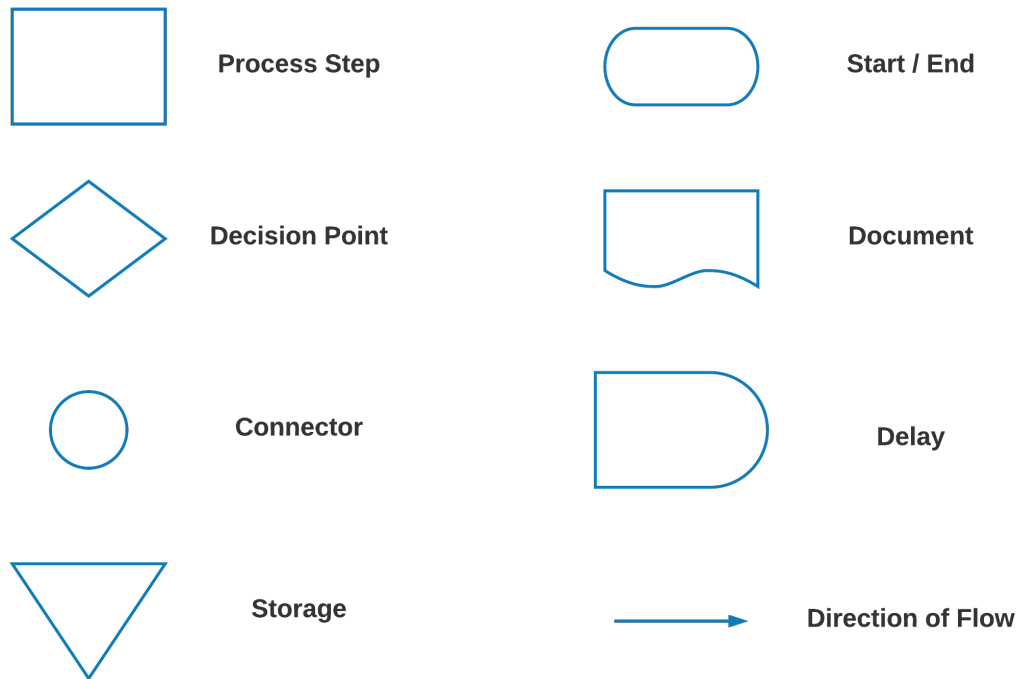 Process Step
Start / End
Decision Point
Document
Connector
Delay
Storage
Direction of Flow